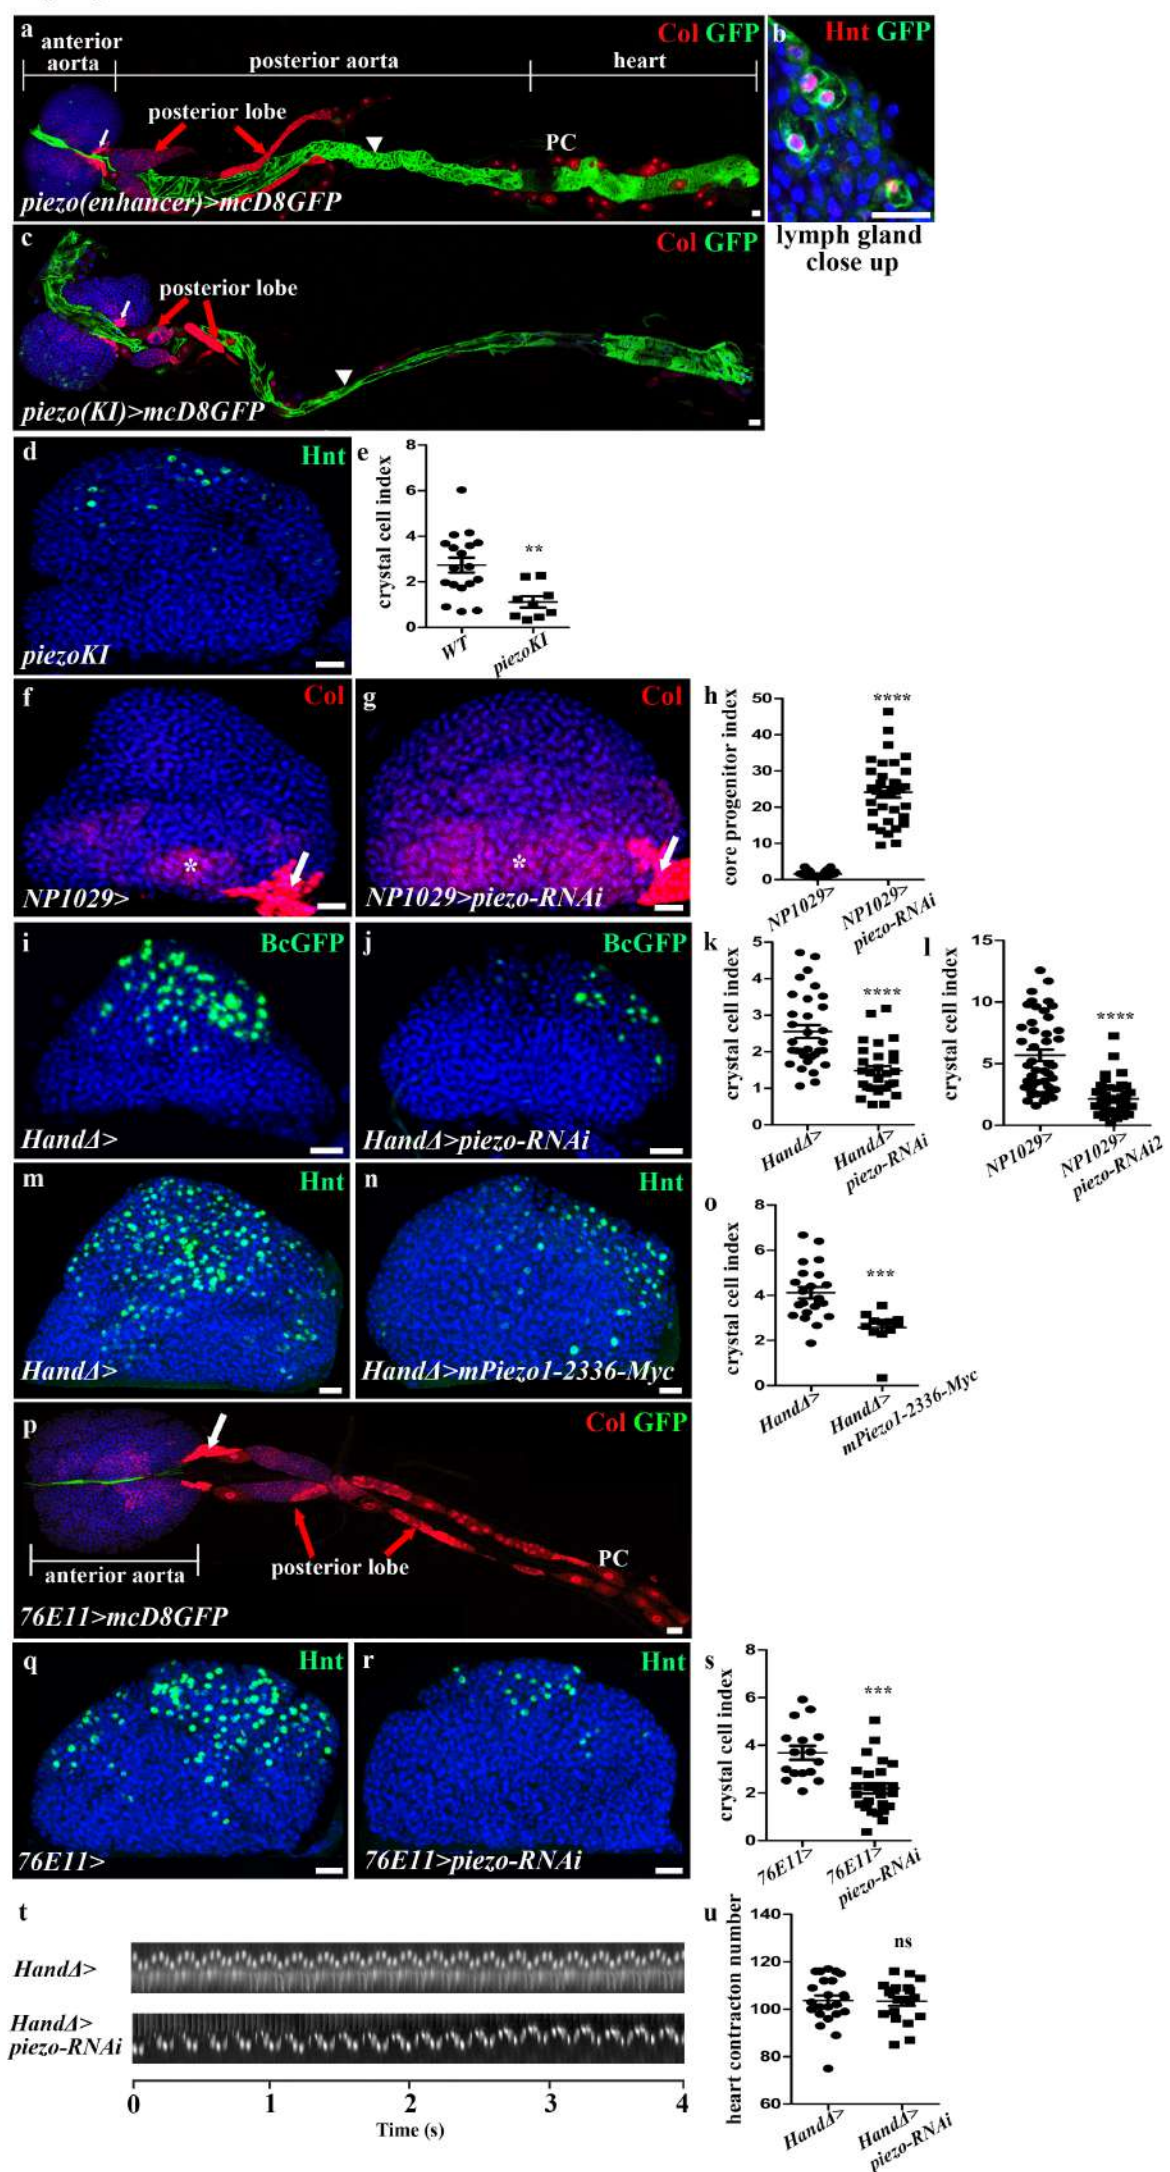 a
Col GFP
anterior
aorta
posterior aorta
heart
posterior lobe
PC
piezo(enhancer)>mcD8GFP
b
Hnt GFP
lymph gland
close up
c
Col GFP
posterior lobe
piezo(KI)>mcD8GFP
d
Hnt
piezoKI
e
crystal cell index
8
6
4
2
0
**
WT
piezoKI
f
Col
*
NP1029>
g
Col
*
NP1029>piezo-RNAi
h
core progenitor index
50
40
30
20
10
0
****
NP1029>
NP1029>
piezo-RNAi
i
BcGFP
HandΔ>
j
BcGFP
HandΔ>piezo-RNAi
k
crystal cell index
5
4
3
2
1
0
****
HandΔ>
HandΔ>
piezo-RNAi
l
crystal cell index
15
10
5
0
****
NP1029>
NP1029>
piezo-RNAi2
m
Hnt
HandΔ>
n
Hnt
HandΔ>mPiezo1-2336-Myc
o
crystal cell index
8
6
4
2
0
***
HandΔ>
HandΔ>
mPiezo1-2336-Myc
p
Col GFP
posterior lobe
PC
anterior aorta
76E11>mcD8GFP
q
Hnt
76E11>
r
Hnt
76E11>piezo-RNAi
s
crystal cell index
8
6
4
2
0
***
76E11>
76E11>
piezo-RNAi
t
HandΔ>
HandΔ>
piezo-RNAi
0 1 2 3 4
Time (s)
u
heart contracton number
140
120
100
80
60
ns
HandΔ>
HandΔ>
piezo-RNAi